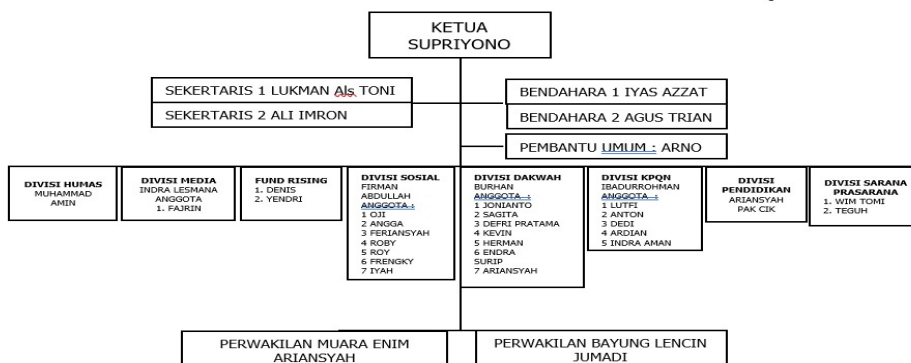 KETUA
SUPRIYONO
SEKERTARIS 1 LUKMAN Als TONI
SEKERTARIS 2 ALI IMRON
BENDAHARA 1 IYAS AZZAT
BENDAHARA 2 AGUS TRIAN
PEMBANTU UMUM : ARNO
DIVISI HUMAS
MUHAMMAD
AMIN
DIVISI MEDIA
INDRA LESMANA
ANGGOTA
1. FAJRIN
FUND RISING
1. DENIS
2. YENDRI
DIVISI SOSIAL
FIRMAN
ABDULLAH
ANGGOTA :
1 OJI
2 ANGGA
3 FERIANSYAH
4 ROBY
5 ROY
6 FRENGKY
7 IYAH
DIVISI DAKWAH
BURHAN
ANGGOTA :
1 JONIANTO
2 SAGITA
3 DEFRI PRATAMA
4 KEVIN
5 HERMAN
6 ENDRA
SURIP
7 ARIANSYAH
DIVISI KPQN
IBADURROHMAN
ANGGOTA :
1 LUTFI
2 ANTON
3 DEDI
4 ARDIAN
5 INDRA AMAN
DIVISI
PENDIDIKAN
ARIANSYAH
PAK CIK
DIVISI SARANA
PRASARANA
1. WIM TOMI
2. TEGUH
PERWAKILAN MUARA ENIM
ARIANSYAH
PERWAKILAN BAYUNG LENCIN
JUMADI